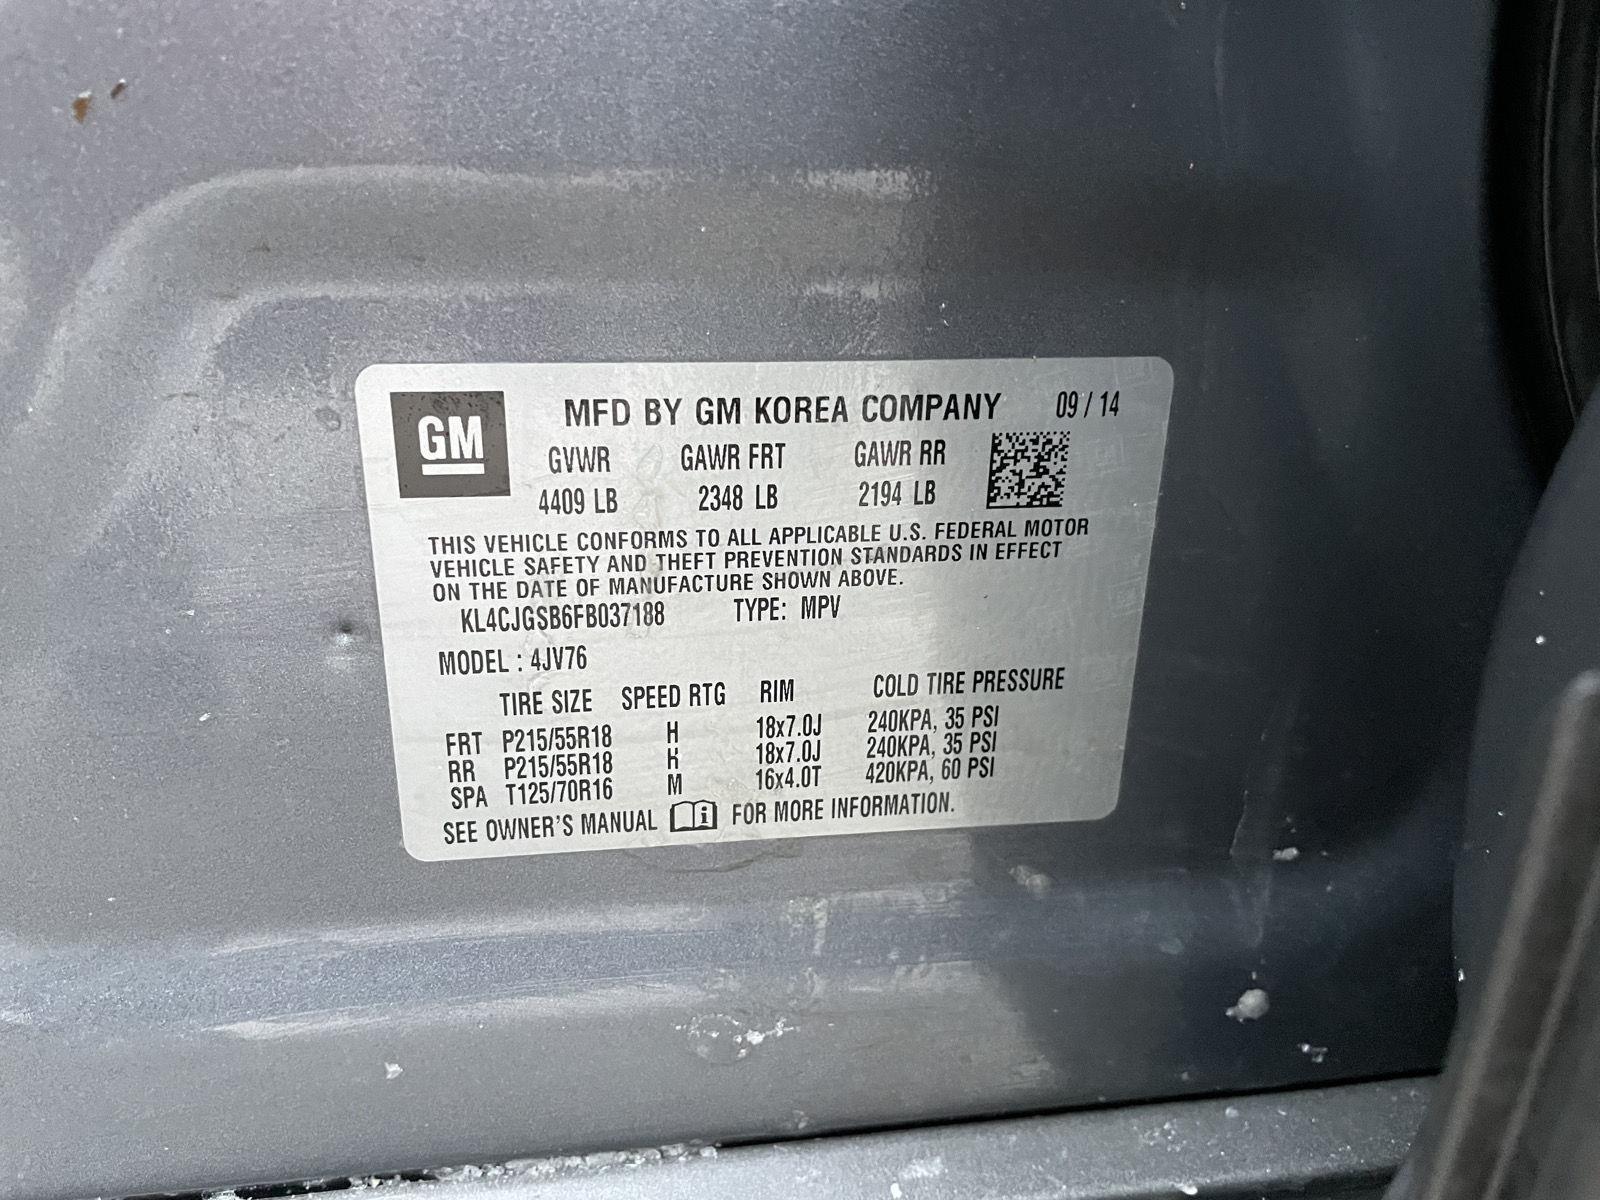 GM
MFD BY GM KOREA COMPANY 09 / 14
GVWR GAWR FRT GAWR RR
4409 LB 2348 LB 2194 LB
THIS VEHICLE CONFORMS TO ALL APPLICABLE U.S. FEDERAL MOTOR
VEHICLE SAFETY AND THEFT PREVENTION STANDARDS IN EFFECT
ON THE DATE OF MANUFACTURE SHOWN ABOVE.
KL4CJGSB6FB037188 TYPE: MPV
MODEL : 4JV76
TIRE SIZE SPEED RTG RIM COLD TIRE PRESSURE
FRT P215/55R18 H 18x7.0J 240KPA, 35 PSI
RR P215/55R18 H 18x7.0J 240KPA, 35 PSI
SPA T125/70R16 M 16x4.0T 420KPA, 60 PSI
SEE OWNER'S MANUAL i FOR MORE INFORMATION.